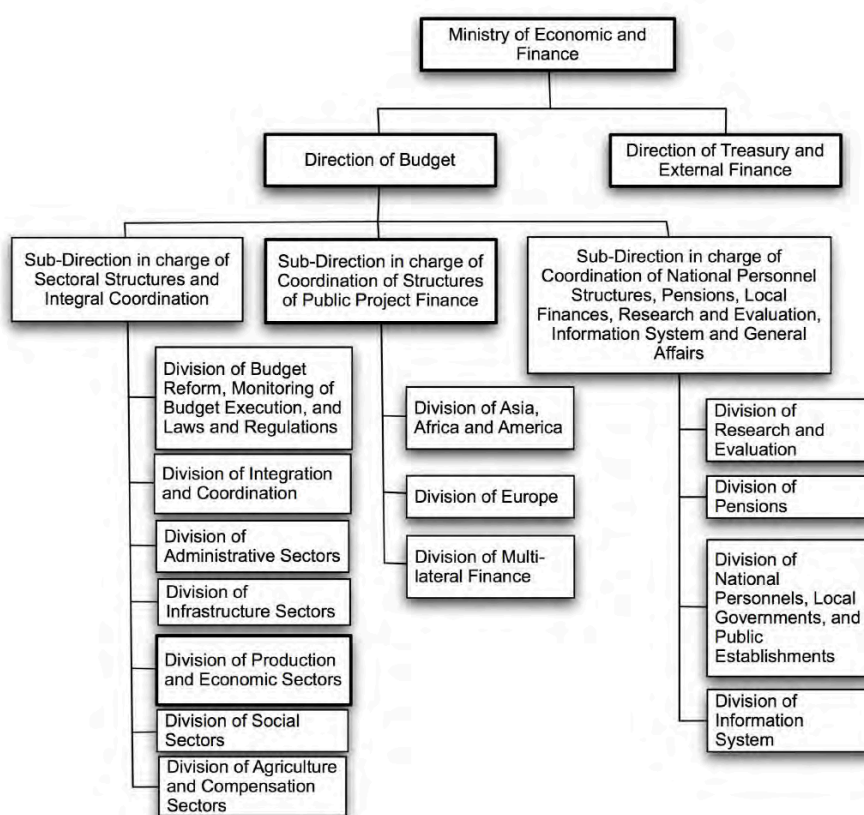 Ministry of Economic and
Finance
Direction of Budget
Direction of Treasury and
External Finance
Sub-Direction in charge of
Sectoral Structures and
Integral Coordination
Sub-Direction in charge of
Coordination of Structures
of Public Project Finance
Sub-Direction in charge of
Coordination of National Personnel
Structures, Pensions, Local
Finances, Research and Evaluation,
Information System and General
Affairs
Division of Budget
Reform, Monitoring of
Budget Execution, and
Laws and Regulations
Division of Integration
and Coordination
Division of
Administrative Sectors
Division of
Infrastructure Sectors
Division of Production
and Economic Sectors
Division of Social
Sectors
Division of Agriculture
and Compensation
Sectors
Division of Asia,
Africa and America
Division of Europe
Division of Multi-
lateral Finance
Division of
Research and
Evaluation
Division of
Pensions
Division of
National
Personnels, Local
Governments, and
Public
Establishments
Division of
Information
System